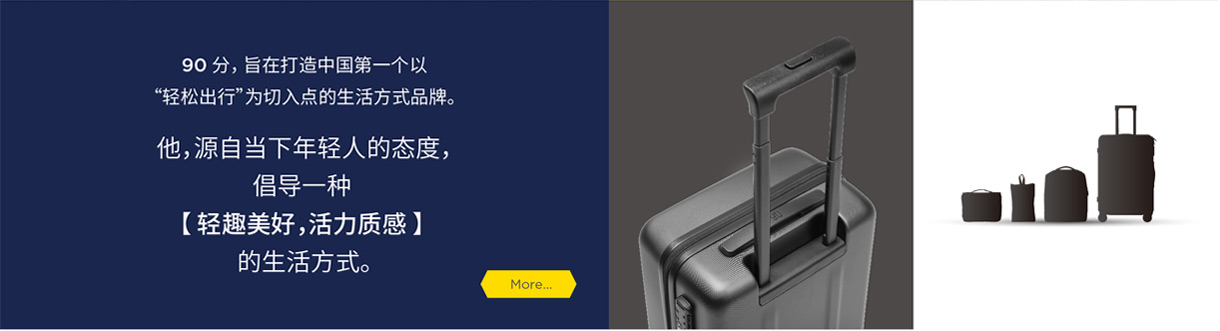 90 分，旨在打造中国第一个以
“轻松出行”为切入点的生活方式品牌。
他，源自当下年轻人的态度，
倡导一种
【轻趣美好，活力质感】
的生活方式。
More...